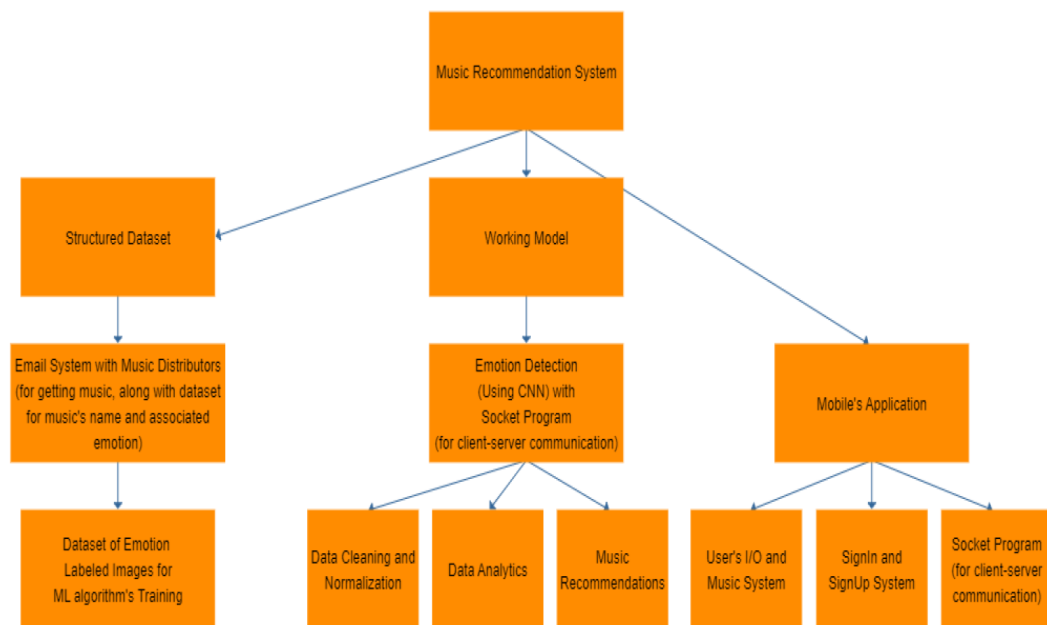 Music Recommendation System
Structured Dataset
Working Model
Email System with Music Distributors
(for getting music, along with dataset
for music's name and associated
emotion)
Emotion Detection
(Using CNN) with
Socket Program
(for client-server communication)
Mobile's Application
Dataset of Emotion
Labeled Images for
ML algorithm's Training
Data Cleaning and
Normalization
Data Analytics
Music
Recommendations
User's I/O and
Music System
SignIn and
SignUp System
Socket Program
(for client-server
communication)